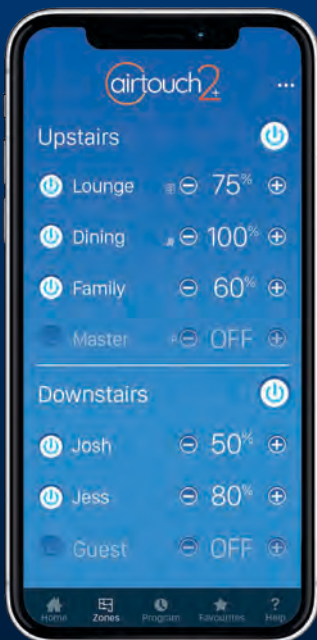 airtouch2+
...
Upstairs
Lounge 75%
Dining 100%
Family 60%
Master OFF
Downstairs
Josh 50%
Jess 80%
Guest OFF
Home Zones Program Favourites Help